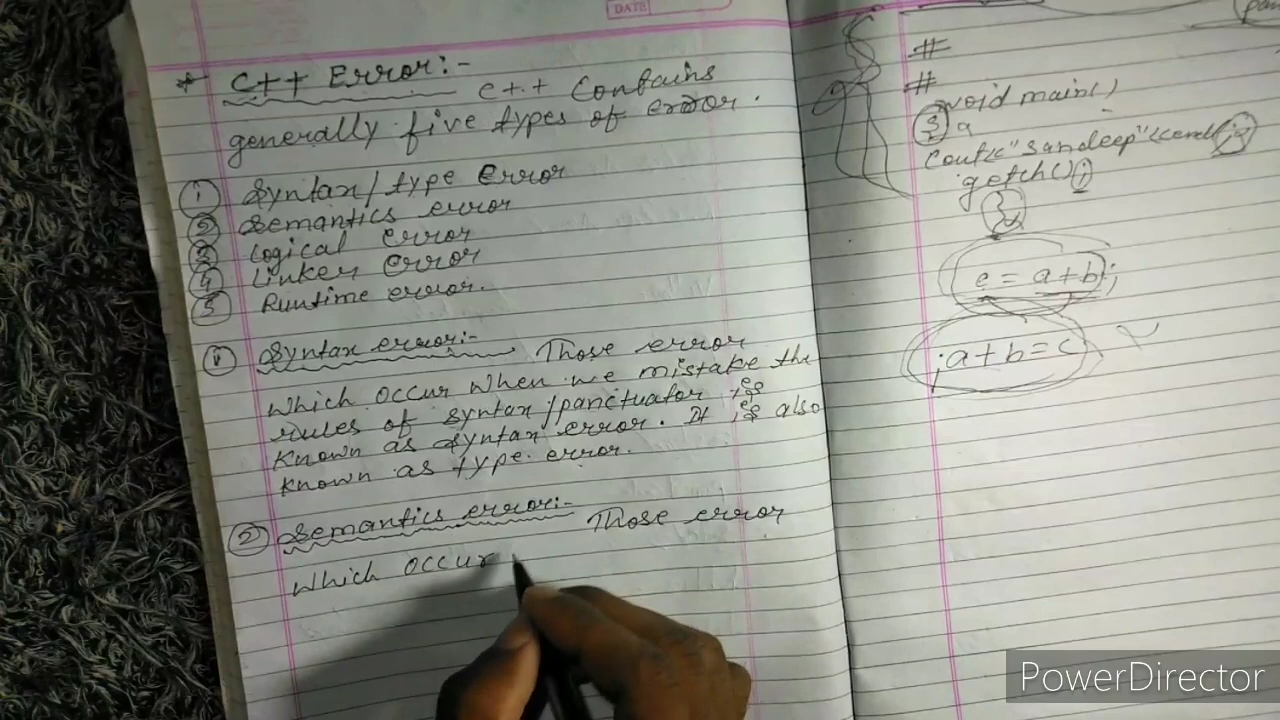 DATE
* C++ Error:-
C++ Contains
generally five types of error.
① Syntax/type Error
② Semantics error
③ Logical error
④ Linker Error
⑤ Runtime error.
① Syntax error:- Those error
which occur when we mistake the
rules of syntax/panctuator is
known as syntax error. It is also
known as type error.
② Semantics error:- Those error
which occur
#
#
void main()
{
Cout<<"Sandeep"<<endl;
getch();
}
e = a+b;
;a+b=c
PowerDirector